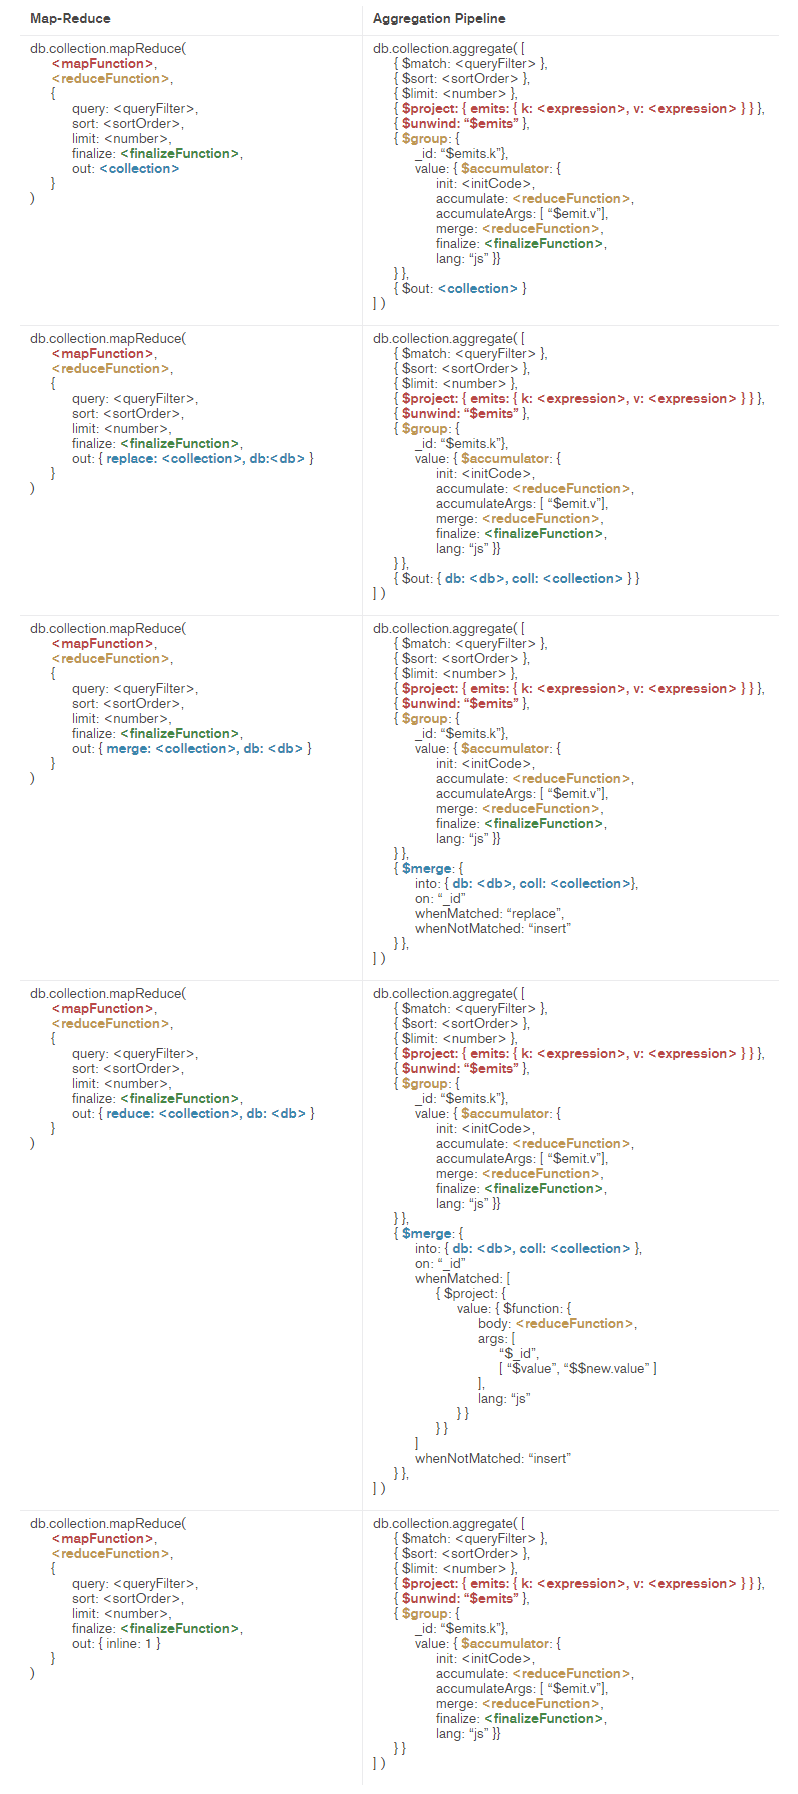 Map-Reduce
Aggregation Pipeline
db.collection.mapReduce(
<mapFunction>,
<reduceFunction>,
{
query: <queryFilter>,
sort: <sortOrder>,
limit: <number>,
finalize: <finalizeFunction>,
out: <collection>
}
)
db.collection.aggregate( [
{ $match: <queryFilter> },
{ $sort: <sortOrder> },
{ $limit: <number> },
{ $project: { emits: { k: <expression>, v: <expression> } } },
{ $unwind: “$emits” },
{ $group: {
_id: “$emits.k”},
value: { $accumulator: {
init: <initCode>,
accumulate: <reduceFunction>,
accumulateArgs: [ “$emit.v”],
merge: <reduceFunction>,
finalize: <finalizeFunction>,
lang: “js” }}
} },
{ $out: <collection> }
] )
db.collection.mapReduce(
<mapFunction>,
<reduceFunction>,
{
query: <queryFilter>,
sort: <sortOrder>,
limit: <number>,
finalize: <finalizeFunction>,
out: { replace: <collection>, db:<db> }
}
)
db.collection.aggregate( [
{ $match: <queryFilter> },
{ $sort: <sortOrder> },
{ $limit: <number> },
{ $project: { emits: { k: <expression>, v: <expression> } } },
{ $unwind: “$emits” },
{ $group: {
_id: “$emits.k”},
value: { $accumulator: {
init: <initCode>,
accumulate: <reduceFunction>,
accumulateArgs: [ “$emit.v”],
merge: <reduceFunction>,
finalize: <finalizeFunction>,
lang: “js” }}
} },
{ $out: { db: <db>, coll: <collection> } }
] )
db.collection.mapReduce(
<mapFunction>,
<reduceFunction>,
{
query: <queryFilter>,
sort: <sortOrder>,
limit: <number>,
finalize: <finalizeFunction>,
out: { merge: <collection>, db: <db> }
}
)
db.collection.aggregate( [
{ $match: <queryFilter> },
{ $sort: <sortOrder> },
{ $limit: <number> },
{ $project: { emits: { k: <expression>, v: <expression> } } },
{ $unwind: “$emits” },
{ $group: {
_id: “$emits.k”},
value: { $accumulator: {
init: <initCode>,
accumulate: <reduceFunction>,
accumulateArgs: [ “$emit.v”],
merge: <reduceFunction>,
finalize: <finalizeFunction>,
lang: “js” }}
} },
{ $merge: {
into: { db: <db>, coll: <collection>},
on: “_id”
whenMatched: “replace”,
whenNotMatched: “insert”
} },
] )
db.collection.mapReduce(
<mapFunction>,
<reduceFunction>,
{
query: <queryFilter>,
sort: <sortOrder>,
limit: <number>,
finalize: <finalizeFunction>,
out: { reduce: <collection>, db: <db> }
}
)
db.collection.aggregate( [
{ $match: <queryFilter> },
{ $sort: <sortOrder> },
{ $limit: <number> },
{ $project: { emits: { k: <expression>, v: <expression> } } },
{ $unwind: “$emits” },
{ $group: {
_id: “$emits.k”},
value: { $accumulator: {
init: <initCode>,
accumulate: <reduceFunction>,
accumulateArgs: [ “$emit.v”],
merge: <reduceFunction>,
finalize: <finalizeFunction>,
lang: “js” }}
} },
{ $merge: {
into: { db: <db>, coll: <collection> },
on: “_id”
whenMatched: [
{ $project: {
value: { $function: {
body: <reduceFunction>,
args: [
“$_id”,
[ “$value”, “$$new.value” ]
],
lang: “js”
} }
} }
]
whenNotMatched: “insert”
} },
] )
db.collection.mapReduce(
<mapFunction>,
<reduceFunction>,
{
query: <queryFilter>,
sort: <sortOrder>,
limit: <number>,
finalize: <finalizeFunction>,
out: { inline: 1 }
}
)
db.collection.aggregate( [
{ $match: <queryFilter> },
{ $sort: <sortOrder> },
{ $limit: <number> },
{ $project: { emits: { k: <expression>, v: <expression> } } },
{ $unwind: “$emits” },
{ $group: {
_id: “$emits.k”},
value: { $accumulator: {
init: <initCode>,
accumulate: <reduceFunction>,
accumulateArgs: [ “$emit.v”],
merge: <reduceFunction>,
finalize: <finalizeFunction>,
lang: “js” }}
} }
] )